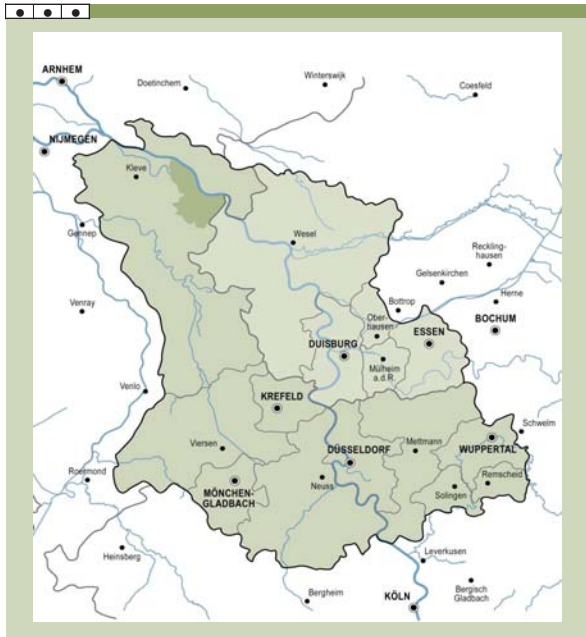 ARNHEM
Doetinchem
Winterswijk
Coesfeld
NIJMEGEN
Kleve
Gennep
Wesel
Reckling-
hausen
Gelsenkirchen
Venray
Bottrop
Herne
Ober-
hausen
ESSEN
BOCHUM
DUISBURG
Mülheim
a.d.R.
Venlo
KREFELD
Schwelm
Viersen
Mettmann
DÜSSELDORF
WUPPERTAL
Roermond
Remscheid
Neuss
MÖNCHEN-
GLADBACH
Solingen
Heinsberg
Leverkusen
Bergheim
KÖLN
Bergisch
Gladbach